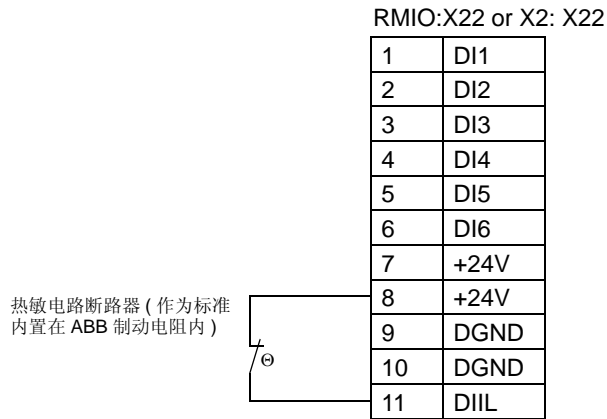 RMIO:X22 or X2: X22
1 DI1
2 DI2
3 DI3
4 DI4
5 DI5
6 DI6
7 +24V
8 +24V
9 DGND
10 DGND
11 DIIL
热敏电路断路器 ( 作为标准
内置在 ABB 制动电阻内 )
Θ